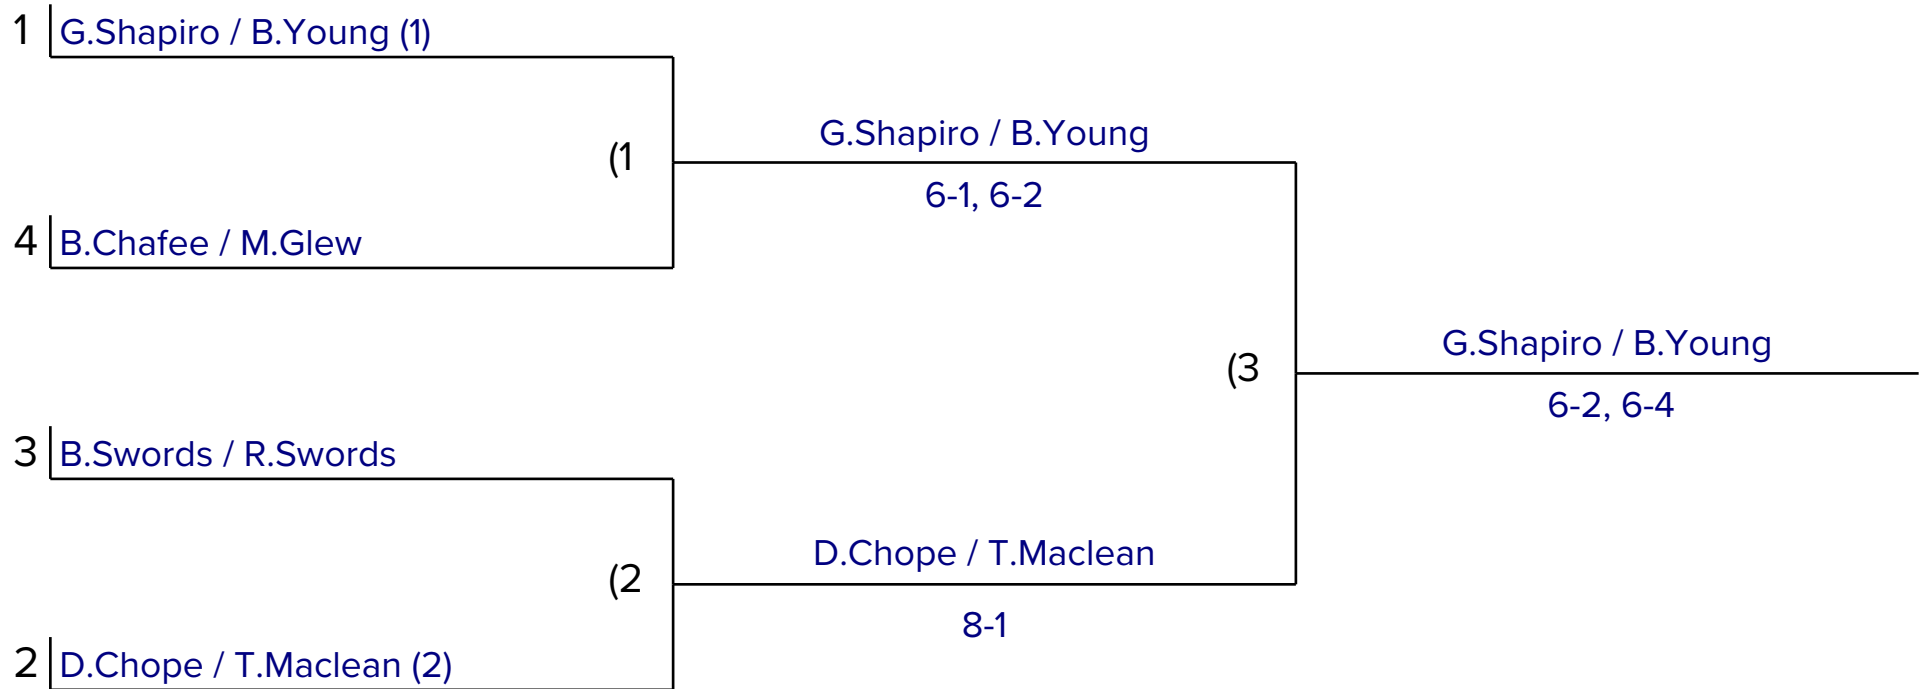 1 G.Shapiro / B.Young (1)
G.Shapiro / B.Young
(1
6-1, 6-2
4 B.Chafee / M.Glew
G.Shapiro / B.Young
(3
6-2, 6-4
3 B.Swords / R.Swords
D.Chope / T.Maclean
(2
8-1
2 D.Chope / T.Maclean (2)